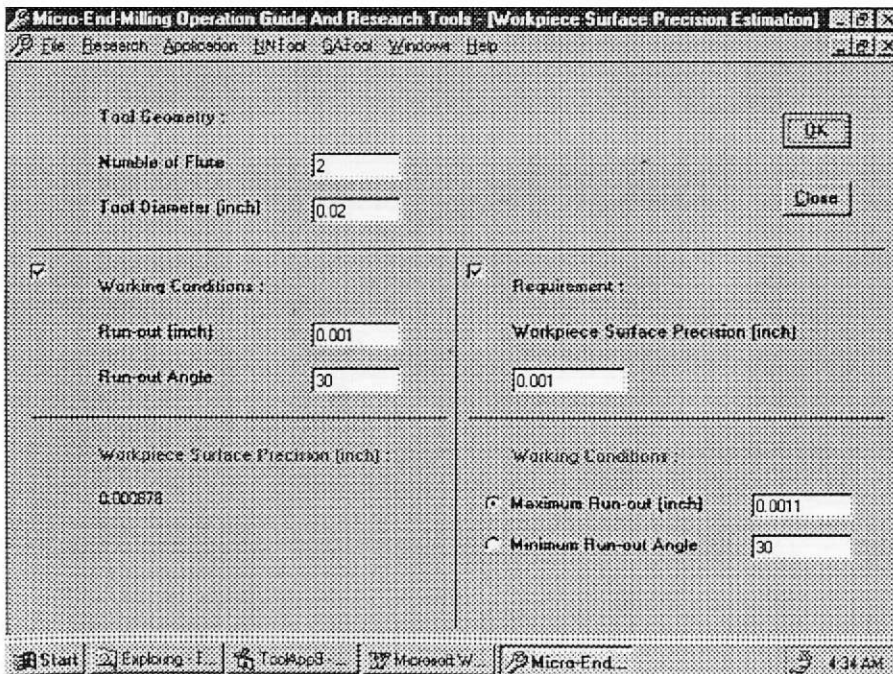 Micro-End-Milling Operation Guide And Research Tools - [Workpiece Surface Precision Estimation]
File Research Application NNTool GATool Windows Help
Tool Geometry :
OK
Numble of Flute 2
Tool Diameter (inch) 0.02
Close
Working Conditions :
Run-out (inch) 0.001
Run-out Angle 30
Requirement :
Workpiece Surface Precision (inch)
0.001
Workpiece Surface Precision (inch) :
0.000878
Working Conditions :
Maximum Run-out (inch) 0.0011
Minimum Run-out Angle 30
Start Exploing - ToolApp3 - ... Microsoft W... Micro-End... 4:34 AM